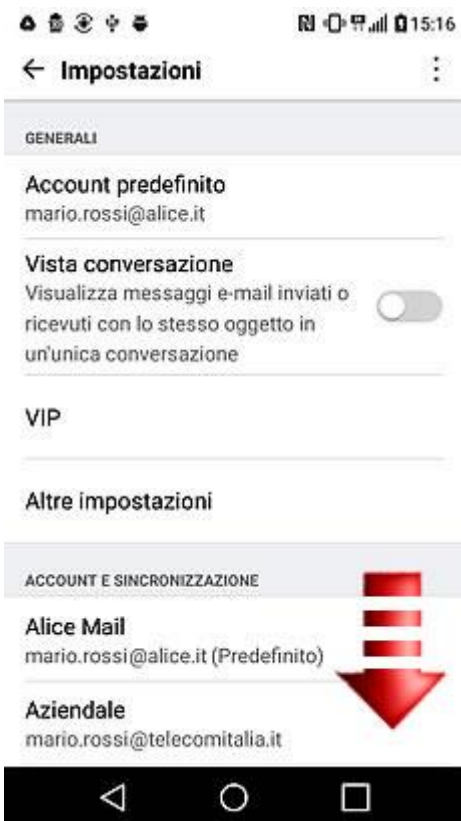 15:16
Impostazioni
GENERALI
Account predefinito
mario.rossi@alice.it
Vista conversazione
Visualizza messaggi e-mail inviati o
ricevuti con lo stesso oggetto in
un'unica conversazione
VIP
Altre impostazioni
ACCOUNT E SINCRONIZZAZIONE
Alice Mail
mario.rossi@alice.it (Predefinito)
Aziendale
mario.rossi@telecomitalia.it